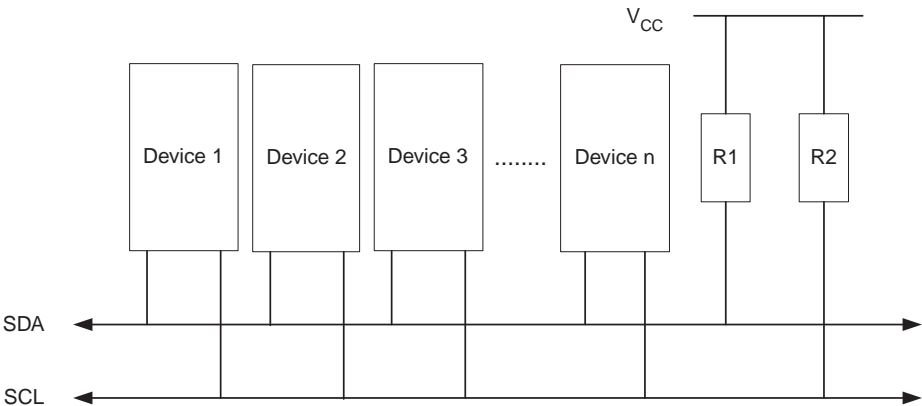 V_CC
Device 1 Device 2 Device 3 ........ Device n R1 R2
SDA
SCL